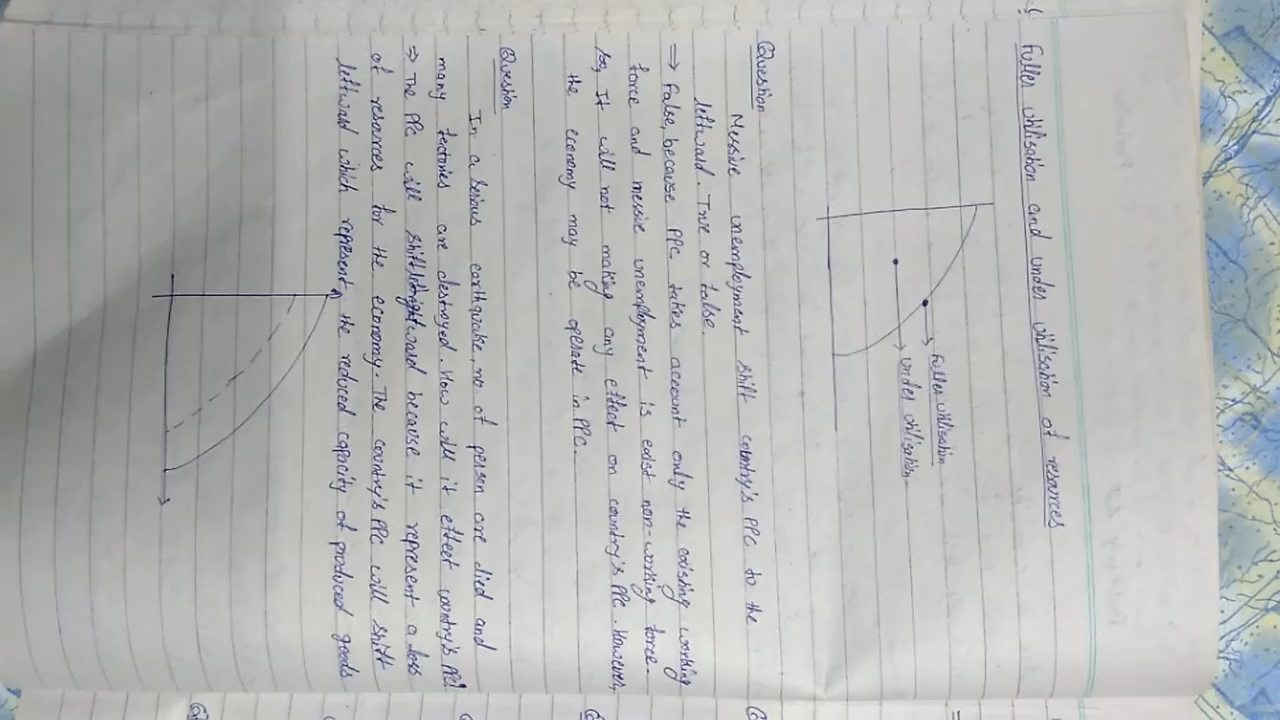 Fuller utilisation and under utilisation of resources
fuller utilisation
under utilisation
Question
Messive unemployment shift country's PPC to the
leftward. True or false.
⇒ False, because PPC takes account only the existing working
force and messive unemployment is exist non-working force.
So, It will not making any effect on country's PPC. However,
the economy may be operate in PPC.
Question
In a serious earthquake, no. of person are died and
many fectories are destroyed. How will it effect country's PPC?
⇒ The PPC will shift leftward because it represent a loss
of resources for the economy. The country's PPC will shift
leftward which represent the reduced capacity of produced goods